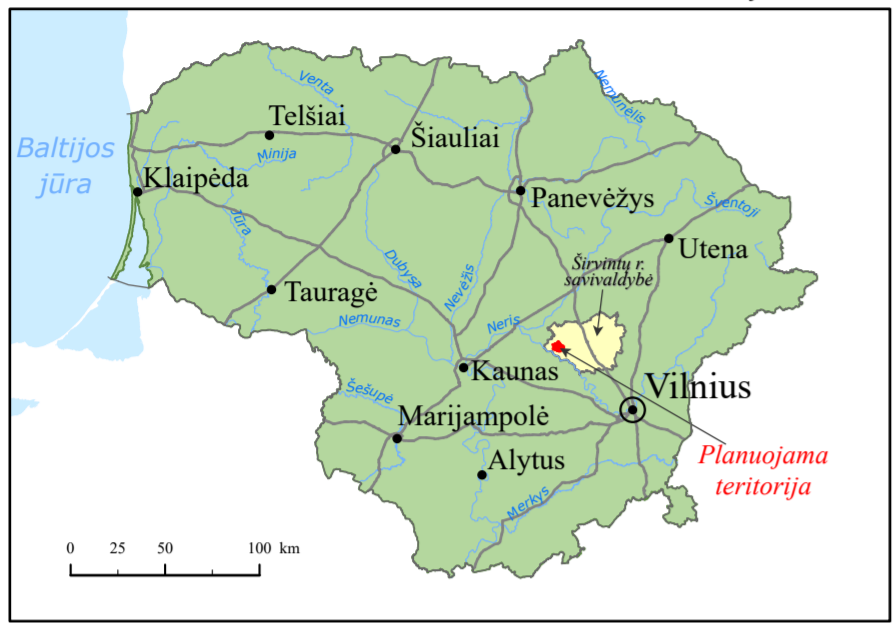 Venta
Nemunėlis
Telšiai
Šiauliai
Baltijos
jūra
Minija
Klaipėda
Panevėžys
Šventoji
Jūra
Utena
Dubysa
Nevėžis
Širvintu r.
savivaldybė
Tauragė
Nemunas
Neris
Kaunas
Vilnius
Šešupė
Marijampolė
Planuojama
teritorija
Alytus
Merkys
0 25 50 100 km